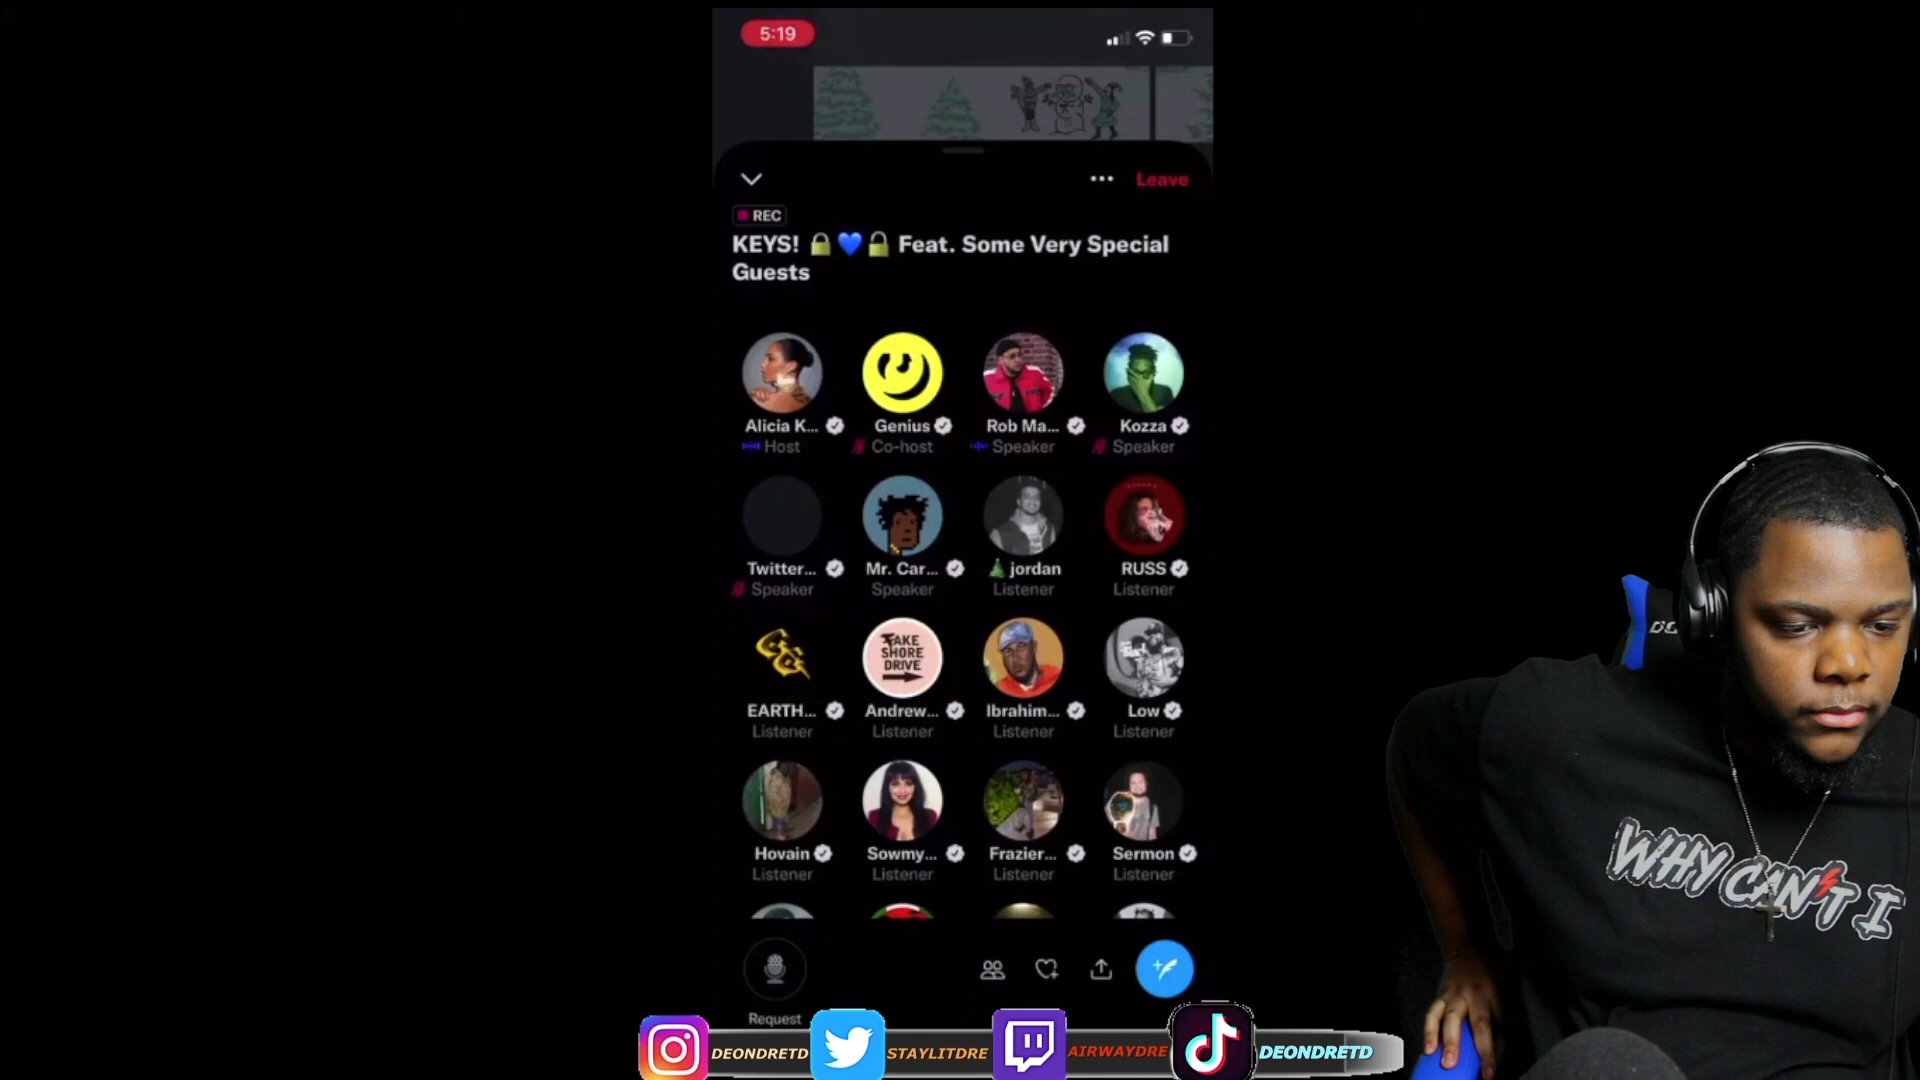 5:19
Leave
REC
KEYS! 🔒💙🔓 Feat. Some Very Special
Guests
Alicia K... Genius Rob Ma... Kozza
Host Co-host Speaker Speaker
Twitter... Mr. Car... 🎄jordan RUSS
Speaker Speaker Listener Listener
FAKE
SHORE
DRIVE
EARTH... Andrew... Ibrahim... Low
Listener Listener Listener Listener
Hovain Sowmy... Frazier... Sermon
Listener Listener Listener Listener
Request
WHY CAN'T I
DEONDRETD STAYLITDRE AIRWAYDRE DEONDRETD